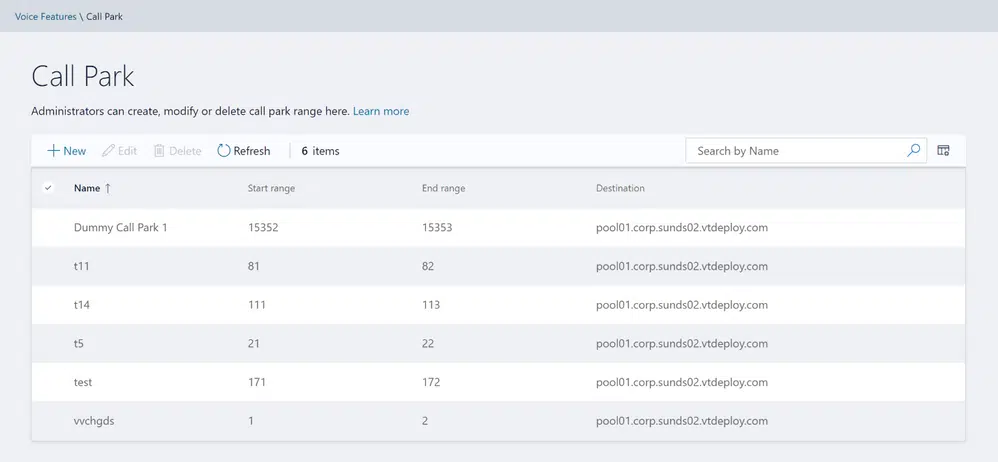 Voice Features \ Call Park
Call Park
Administrators can create, modify or delete call park range here. Learn more
New Edit Delete Refresh 6 items Search by Name
Name ↑ Start range End range Destination
Dummy Call Park 1 15352 15353 pool01.corp.sunds02.vtdeploy.com
t11 81 82 pool01.corp.sunds02.vtdeploy.com
t14 111 113 pool01.corp.sunds02.vtdeploy.com
t5 21 22 pool01.corp.sunds02.vtdeploy.com
test 171 172 pool01.corp.sunds02.vtdeploy.com
vvchgds 1 2 pool01.corp.sunds02.vtdeploy.com